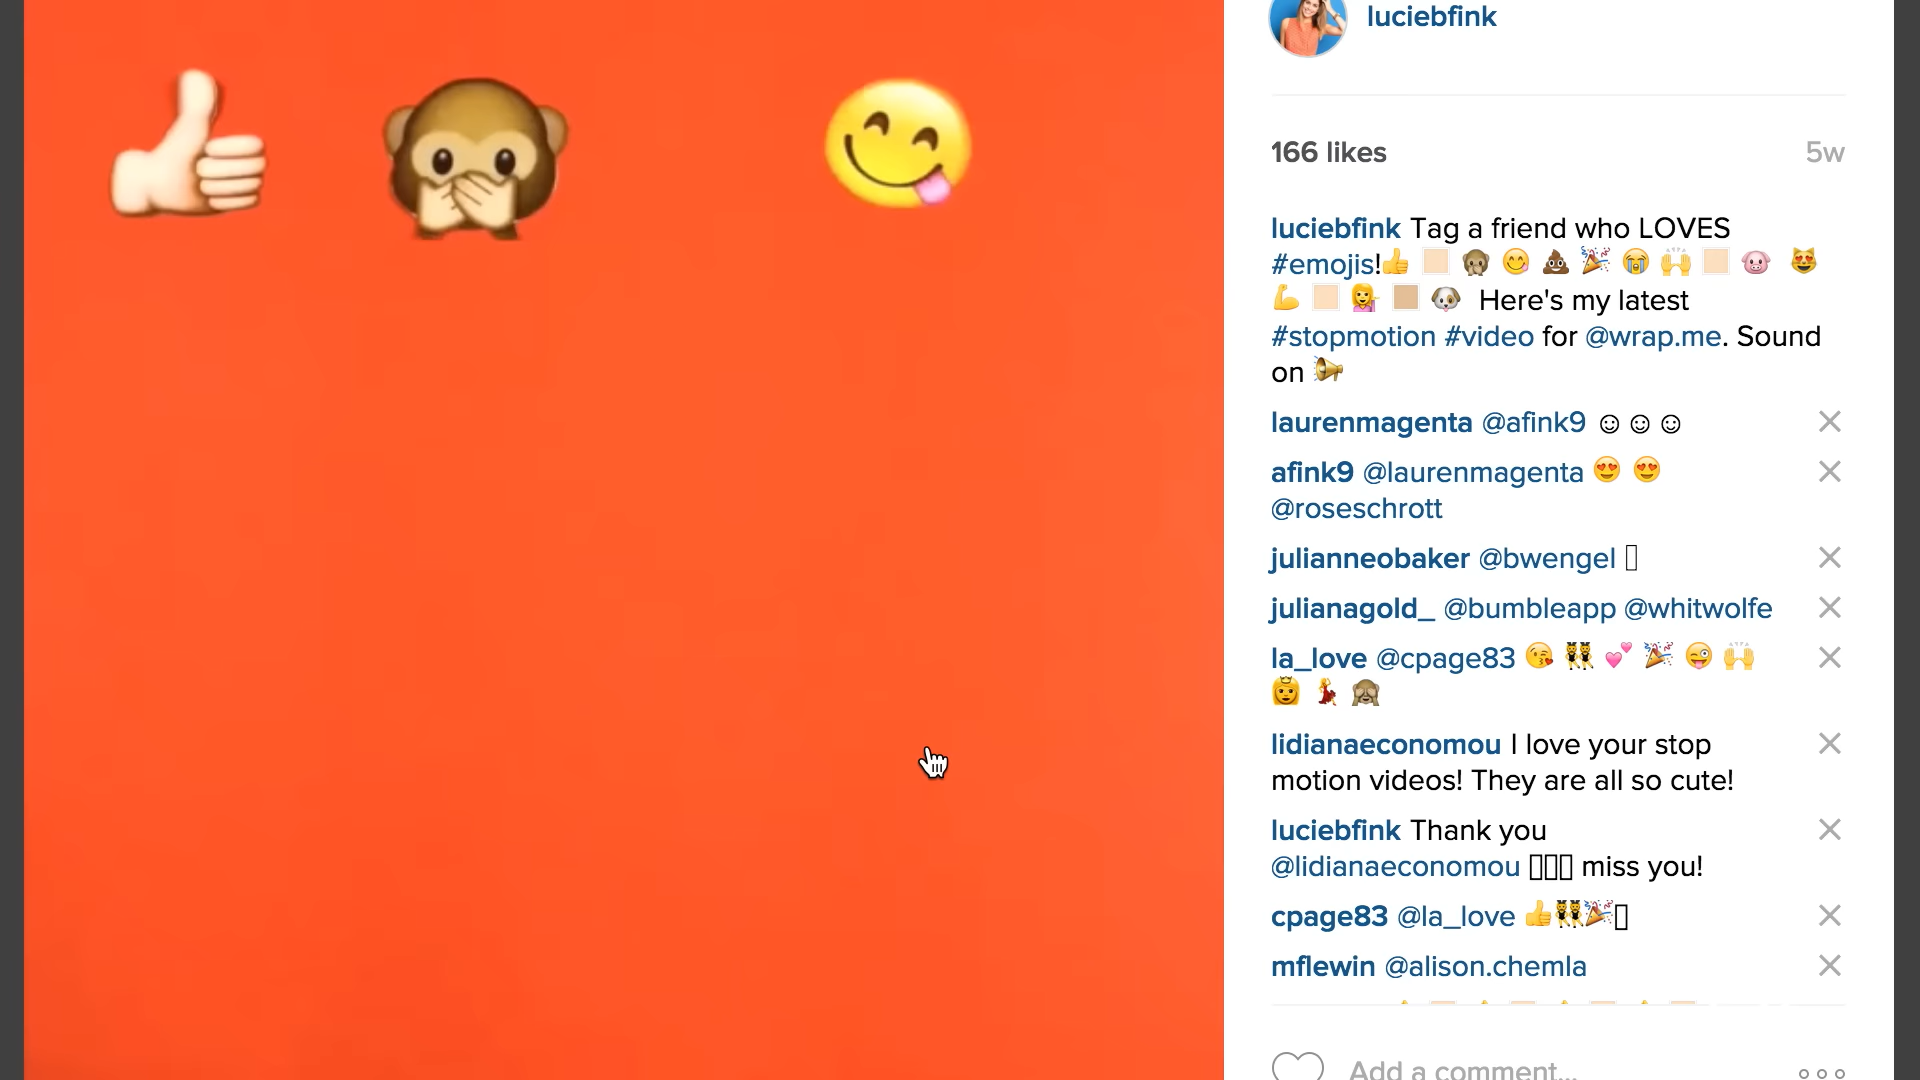 luciebfink
166 likes 5w
luciebfink Tag a friend who LOVES
#emojis!👍 🏻 🙊 😋 💩 🎉 😭 🙌 🏻 🐷 😻
💪 🏻 💁 🏽 🐶 Here's my latest
#stopmotion #video for @wrap.me. Sound
on 📢
laurenmagenta @afink9 ☺ ☺ ☺
afink9 @laurenmagenta 😍 😍
@roseschrott
julianneobaker @bwengel ▯
julianagold_ @bumbleapp @whitwolfe
la_love @cpage83 😘 👯 💕 🎉 😜 🙌
👸 💃 🙈
lidianaeconomou I love your stop
motion videos! They are all so cute!
luciebfink Thank you
@lidianaeconomou ▯▯▯ miss you!
cpage83 @la_love 👍👯🎉▯
mflewin @alison.chemla
Add a comment...